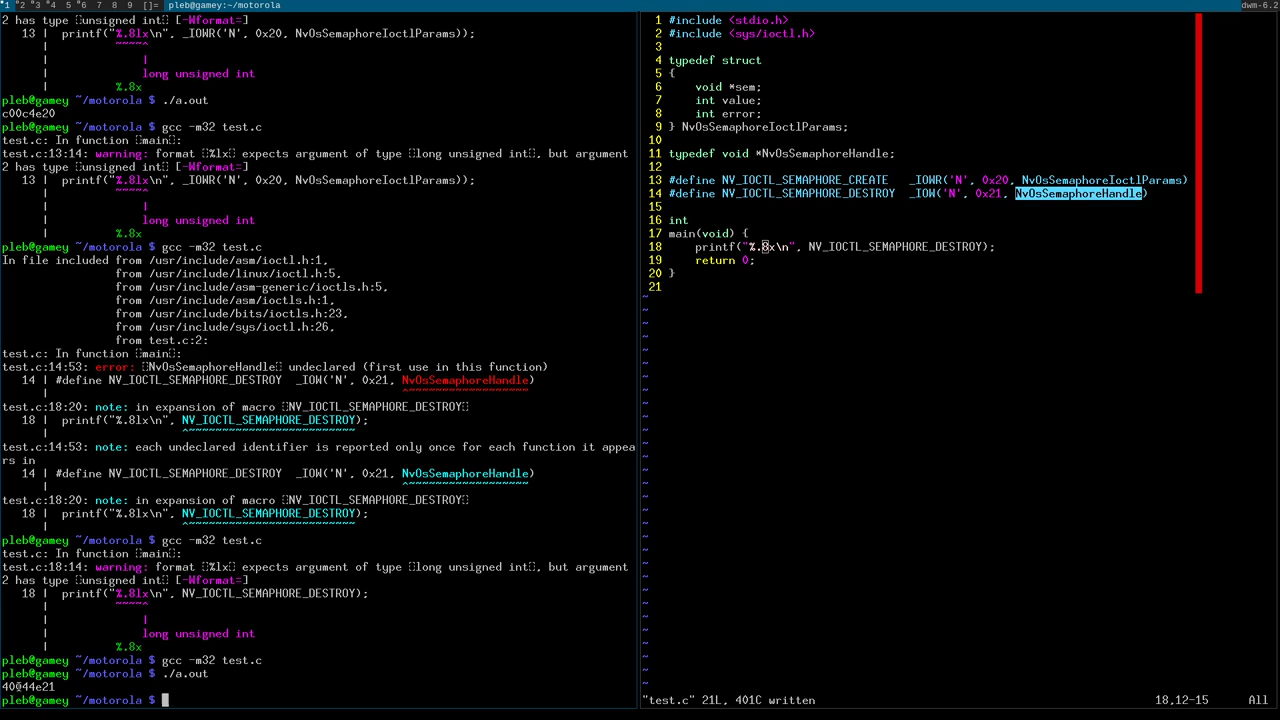 1 2 3 4 5 6 7 8 9 []= pleb@gamey:~/motorola dwm-6.2
2 has type unsigned int [-Wformat=]
13 | printf("%.8lx\n", _IOWR('N', 0x20, NvOsSemaphoreIoctlParams));
| ~~~~^
| |
| long unsigned int
| %.8x
pleb@gamey ~/motorola $ ./a.out
c00c4e20
pleb@gamey ~/motorola $ gcc -m32 test.c
test.c: In function main:
test.c:13:14: warning: format %lx expects argument of type long unsigned int, but argument
2 has type unsigned int [-Wformat=]
13 | printf("%.8lx\n", _IOWR('N', 0x20, NvOsSemaphoreIoctlParams));
| ~~~~^
| |
| long unsigned int
| %.8x
pleb@gamey ~/motorola $ gcc -m32 test.c
In file included from /usr/include/asm/ioctl.h:1,
from /usr/include/linux/ioctl.h:5,
from /usr/include/asm-generic/ioctls.h:5,
from /usr/include/asm/ioctls.h:1,
from /usr/include/bits/ioctls.h:23,
from /usr/include/sys/ioctl.h:26,
from test.c:2:
test.c: In function main:
test.c:14:53: error: NvOsSemaphoreHandle undeclared (first use in this function)
14 | #define NV_IOCTL_SEMAPHORE_DESTROY _IOW('N', 0x21, NvOsSemaphoreHandle)
| ^~~~~~~~~~~~~~~~~~~
test.c:18:20: note: in expansion of macro NV_IOCTL_SEMAPHORE_DESTROY
18 | printf("%.8lx\n", NV_IOCTL_SEMAPHORE_DESTROY);
| ^~~~~~~~~~~~~~~~~~~~~~~~~~
test.c:14:53: note: each undeclared identifier is reported only once for each function it appea
rs in
14 | #define NV_IOCTL_SEMAPHORE_DESTROY _IOW('N', 0x21, NvOsSemaphoreHandle)
| ^~~~~~~~~~~~~~~~~~~
test.c:18:20: note: in expansion of macro NV_IOCTL_SEMAPHORE_DESTROY
18 | printf("%.8lx\n", NV_IOCTL_SEMAPHORE_DESTROY);
| ^~~~~~~~~~~~~~~~~~~~~~~~~~
pleb@gamey ~/motorola $ gcc -m32 test.c
test.c: In function main:
test.c:18:14: warning: format %lx expects argument of type long unsigned int, but argument
2 has type unsigned int [-Wformat=]
18 | printf("%.8lx\n", NV_IOCTL_SEMAPHORE_DESTROY);
| ~~~~^
| |
| long unsigned int
| %.8x
pleb@gamey ~/motorola $ gcc -m32 test.c
pleb@gamey ~/motorola $ ./a.out
40044e21
pleb@gamey ~/motorola $
1 #include <stdio.h>
2 #include <sys/ioctl.h>
3
4 typedef struct
5 {
6 void *sem;
7 int value;
8 int error;
9 } NvOsSemaphoreIoctlParams;
10
11 typedef void *NvOsSemaphoreHandle;
12
13 #define NV_IOCTL_SEMAPHORE_CREATE _IOWR('N', 0x20, NvOsSemaphoreIoctlParams)
14 #define NV_IOCTL_SEMAPHORE_DESTROY _IOW('N', 0x21, NvOsSemaphoreHandle)
15
16 int
17 main(void) {
18 printf("%.8x\n", NV_IOCTL_SEMAPHORE_DESTROY);
19 return 0;
20 }
21
"test.c" 21L, 401C written 18,12-15 All